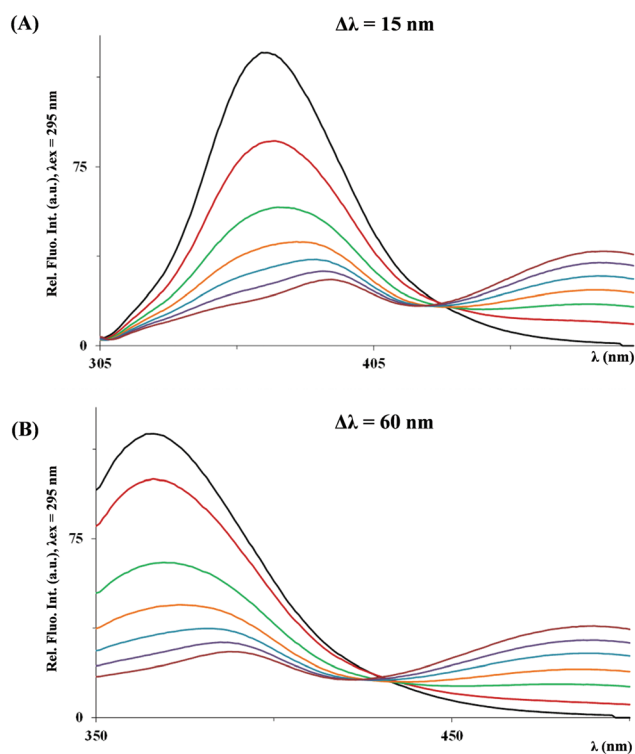 (A)
Δλ = 15 nm
Rel. Fluo. Int. (a.u.), λex = 295 nm
75
0
305
405
λ (nm)
(B)
Δλ = 60 nm
Rel. Fluo. Int. (a.u.), λex = 295 nm
75
0
350
450
λ (nm)